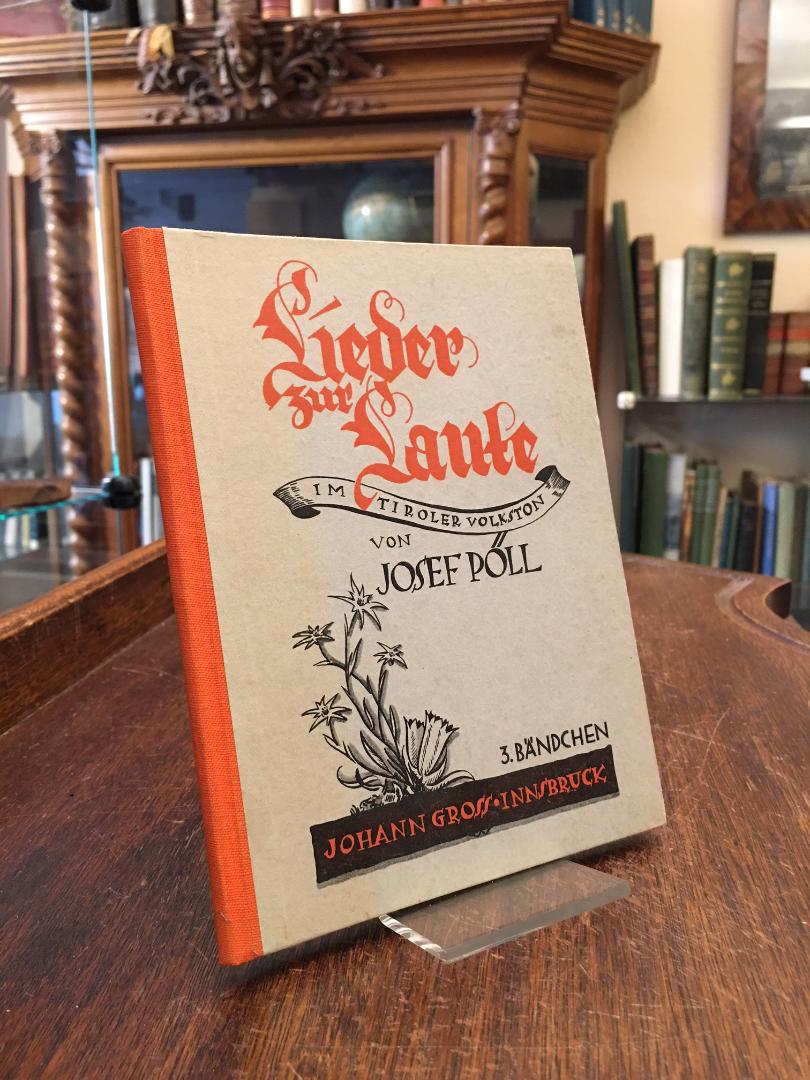 Lieder
zur
Laute
IM TIROLER VOLKSTON
VON
JOSEF PÖLL
3. BÄNDCHEN
JOHANN GROSS • INNSBRUCK